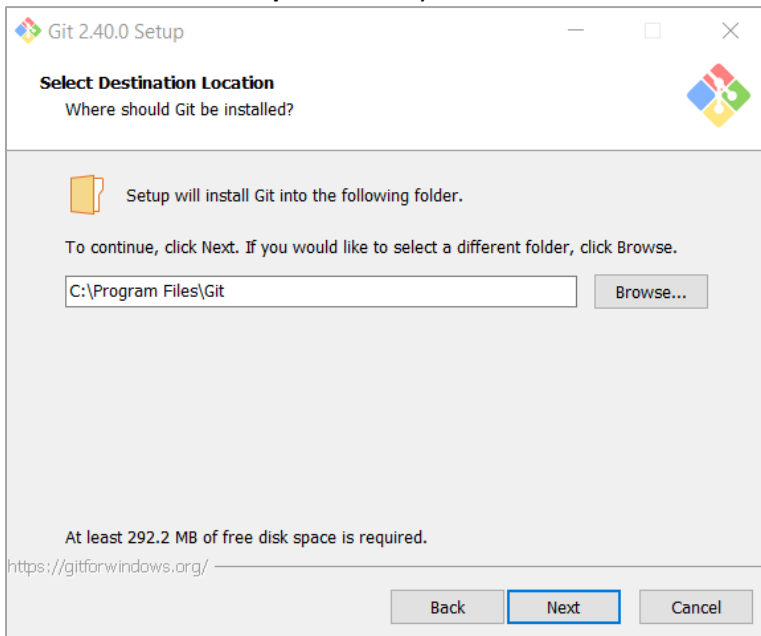 Git 2.40.0 Setup
Select Destination Location
Where should Git be installed?
Setup will install Git into the following folder.
To continue, click Next. If you would like to select a different folder, click Browse.
C:\Program Files\Git
Browse...
At least 292.2 MB of free disk space is required.
https://gitforwindows.org/
Back Next Cancel